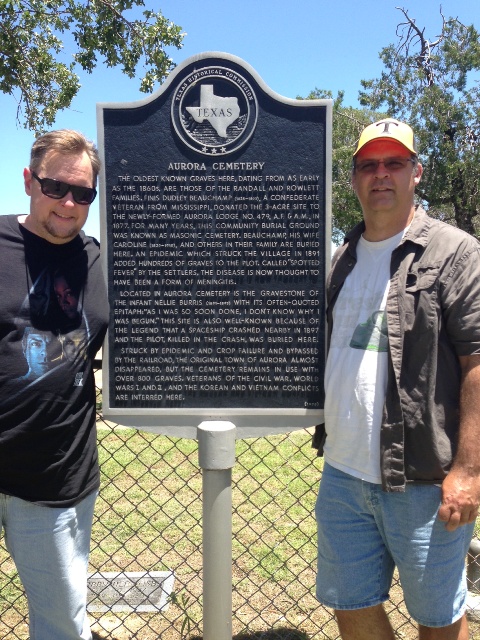 TEXAS HISTORICAL COMMISSION
TEXAS
AURORA CEMETERY
THE OLDEST KNOWN GRAVES HERE, DATING FROM AS EARLY
AS THE 1860s, ARE THOSE OF THE RANDALL AND ROWLETT
FAMILIES. FINIS DUDLEY BEAUCHAMP (1825-1893), A CONFEDERATE
VETERAN FROM MISSISSIPPI, DONATED THE 3-ACRE SITE TO
THE NEWLY-FORMED AURORA LODGE NO. 479, A.F. & A.M., IN
1877. FOR MANY YEARS, THIS COMMUNITY BURIAL GROUND
WAS KNOWN AS MASONIC CEMETERY. BEAUCHAMP, HIS WIFE
CAROLINE, AND OTHERS IN THEIR FAMILY ARE BURIED
HERE. AN EPIDEMIC WHICH STRUCK THE VILLAGE IN 1891
ADDED HUNDREDS OF GRAVES TO THE PLOT. CALLED "SPOTTED
FEVER" BY THE SETTLERS, THE DISEASE IS NOW THOUGHT TO
HAVE BEEN A FORM OF MENINGITIS.
LOCATED IN AURORA CEMETERY IS THE GRAVESTONE OF
THE INFANT NELLIE BURRIS (1891-1893) WITH ITS OFTEN-QUOTED
EPITAPH: "AS I WAS SO SOON DONE, I DON'T KNOW WHY I
WAS BEGUN." THIS SITE IS ALSO WELL-KNOWN BECAUSE OF
THE LEGEND THAT A SPACESHIP CRASHED NEARBY IN 1897
AND THE PILOT, KILLED IN THE CRASH, WAS BURIED HERE.
STRUCK BY EPIDEMIC AND CROP FAILURE AND BYPASSED
BY THE RAILROAD, THE ORIGINAL TOWN OF AURORA ALMOST
DISAPPEARED, BUT THE CEMETERY REMAINS IN USE WITH
OVER 800 GRAVES. VETERANS OF THE CIVIL WAR, WORLD
WARS I AND II, AND THE KOREAN AND VIETNAM CONFLICTS
ARE INTERRED HERE.
T